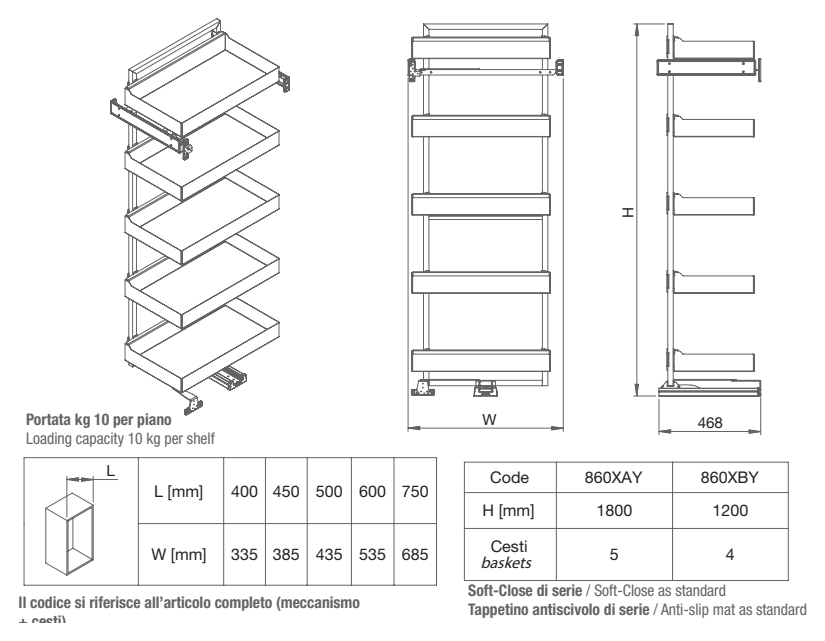 H
W
468
Portata kg 10 per piano
Loading capacity 10 kg per shelf
L
L [mm] 400 450 500 600 750
W [mm] 335 385 435 535 685
Code 860XAY 860XBY
H [mm] 1800 1200
Cesti
baskets 5 4
Soft-Close di serie / Soft-Close as standard
Tappetino antiscivolo di serie / Anti-slip mat as standard
Il codice si riferisce all'articolo completo (meccanismo
+ cesti)